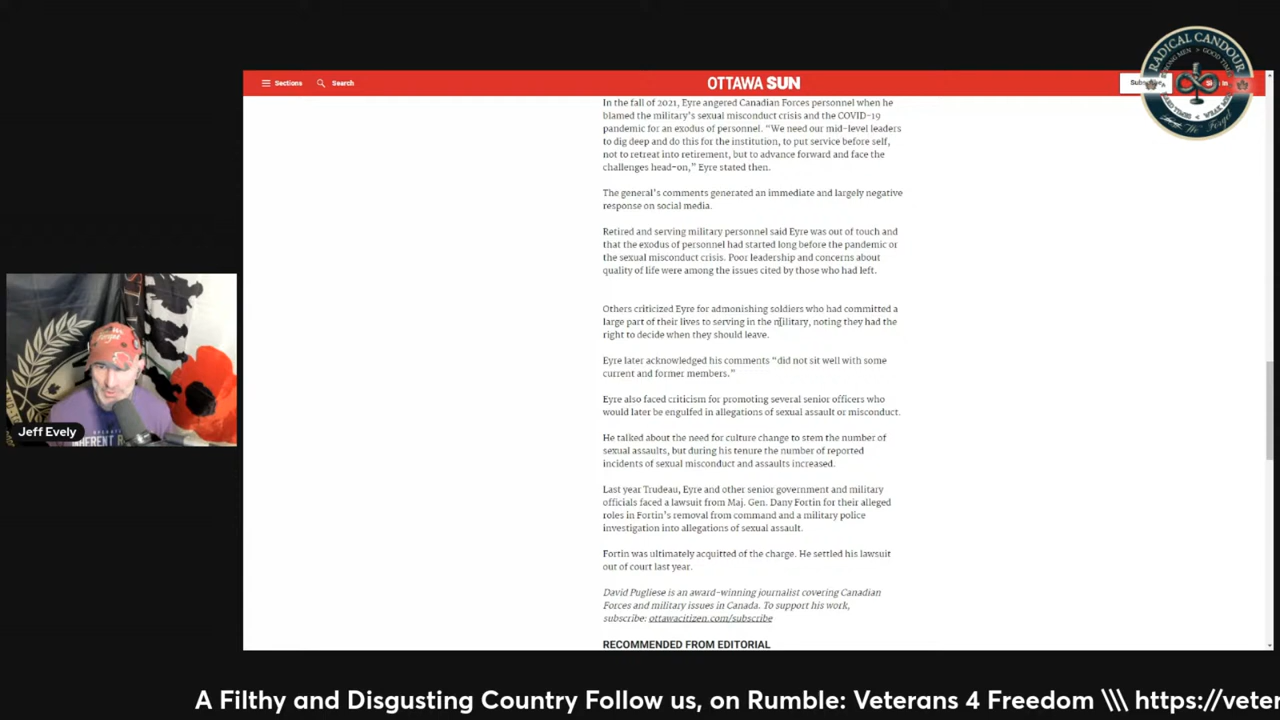 RADICAL CANDOUR
Sections
Search
OTTAWA SUN
In the fall of 2021, Eyre angered Canadian Forces personnel when he
blamed the military's sexual misconduct crisis and the COVID-19
pandemic for an exodus of personnel. “We need our mid-level leaders
to dig deep and do this for the institution, to put service before self,
not to retreat into retirement, but to advance forward and face the
challenges head-on,” Eyre stated then.
The general's comments generated an immediate and largely negative
response on social media.
Retired and serving military personnel said Eyre was out of touch and
that the exodus of personnel had started long before the pandemic or
the sexual misconduct crisis. Poor leadership and concerns about
quality of life were among the issues cited by those who had left.
Others criticized Eyre for admonishing soldiers who had committed a
large part of their lives to serving in the military, noting they had the
right to decide when they should leave.
Eyre later acknowledged his comments “did not sit well with some
current and former members.”
Eyre also faced criticism for promoting several senior officers who
would later be engulfed in allegations of sexual assault or misconduct.
He talked about the need for culture change to stem the number of
sexual assaults, but during his tenure the number of reported
incidents of sexual misconduct and assaults increased.
Last year Trudeau, Eyre and other senior government and military
officials faced a lawsuit from Maj. Gen. Dany Fortin for their alleged
roles in Fortin's removal from command and a military police
investigation into allegations of sexual assault.
Fortin was ultimately acquitted of the charge. He settled his lawsuit
out of court last year.
David Pugliese is an award-winning journalist covering Canadian
Forces and military issues in Canada. To support his work,
subscribe: ottawacitizen.com/subscribe
RECOMMENDED FROM EDITORIAL
Jeff Evely
A Filthy and Disgusting Country Follow us, on Rumble: Veterans 4 Freedom \\\ https://veter